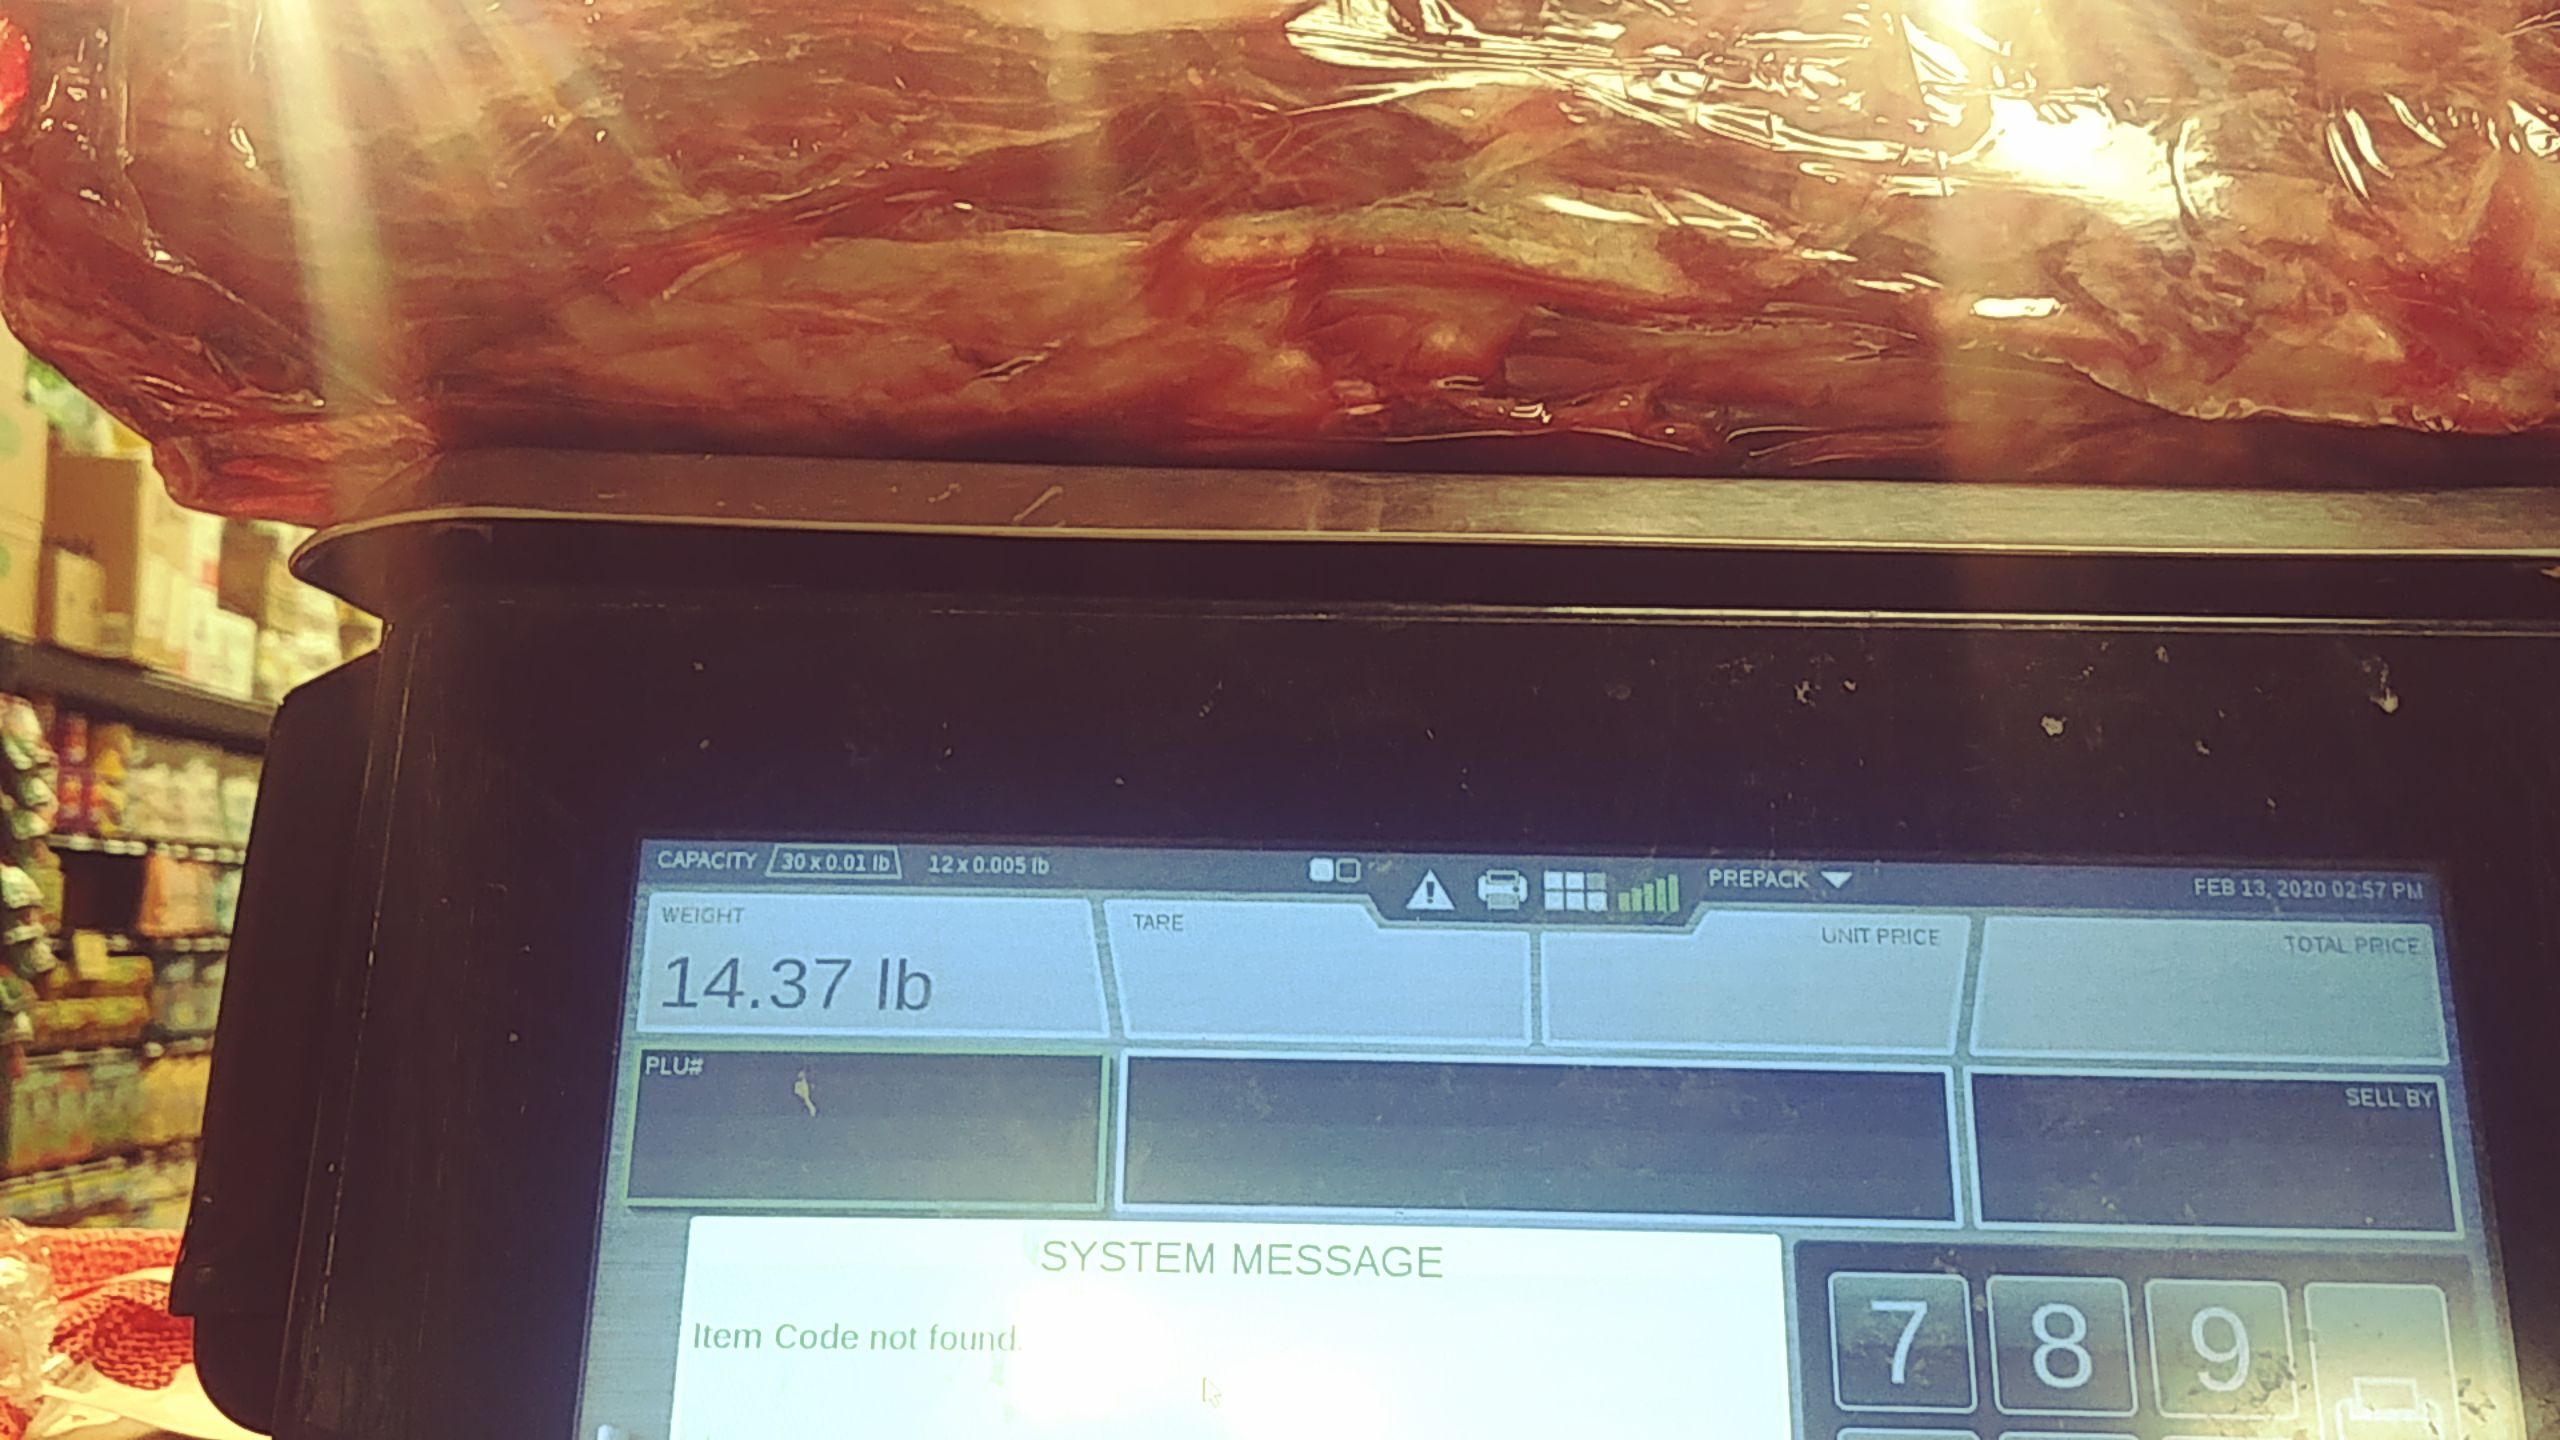 CAPACITY 30 x 0.01 lb 12 x 0.005 lb PREPACK FEB 13, 2020 02:57 PM
WEIGHT TARE UNIT PRICE TOTAL PRICE
14.37 lb
PLU# SELL BY
SYSTEM MESSAGE
Item Code not found.
7 8 9